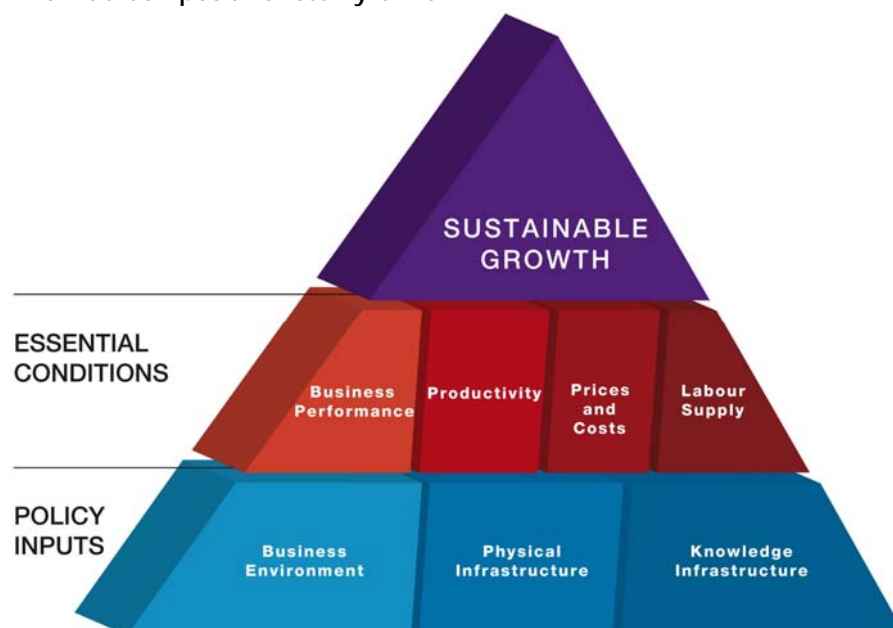 SUSTAINABLE
GROWTH
ESSENTIAL
CONDITIONS
Business
Performance
Productivity
Prices
and
Costs
Labour
Supply
POLICY
INPUTS
Business
Environment
Physical
Infrastructure
Knowledge
Infrastructure